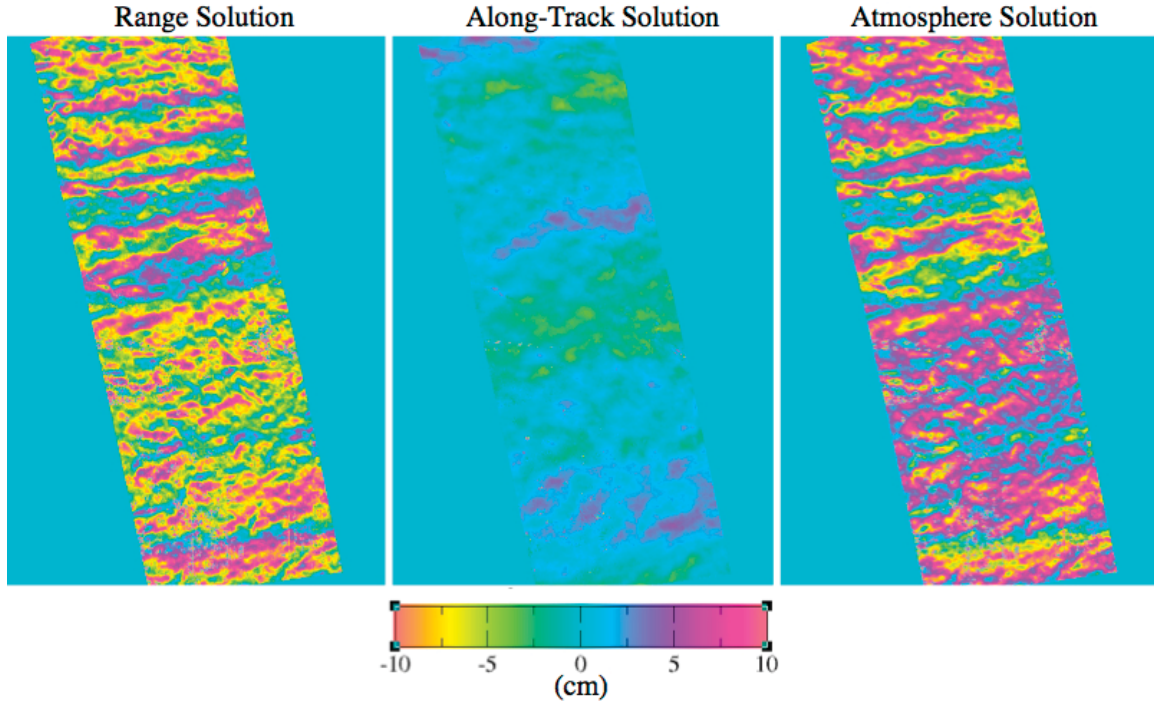 Range Solution
Along-Track Solution
Atmosphere Solution
-10 -5 0 5 10
(cm)